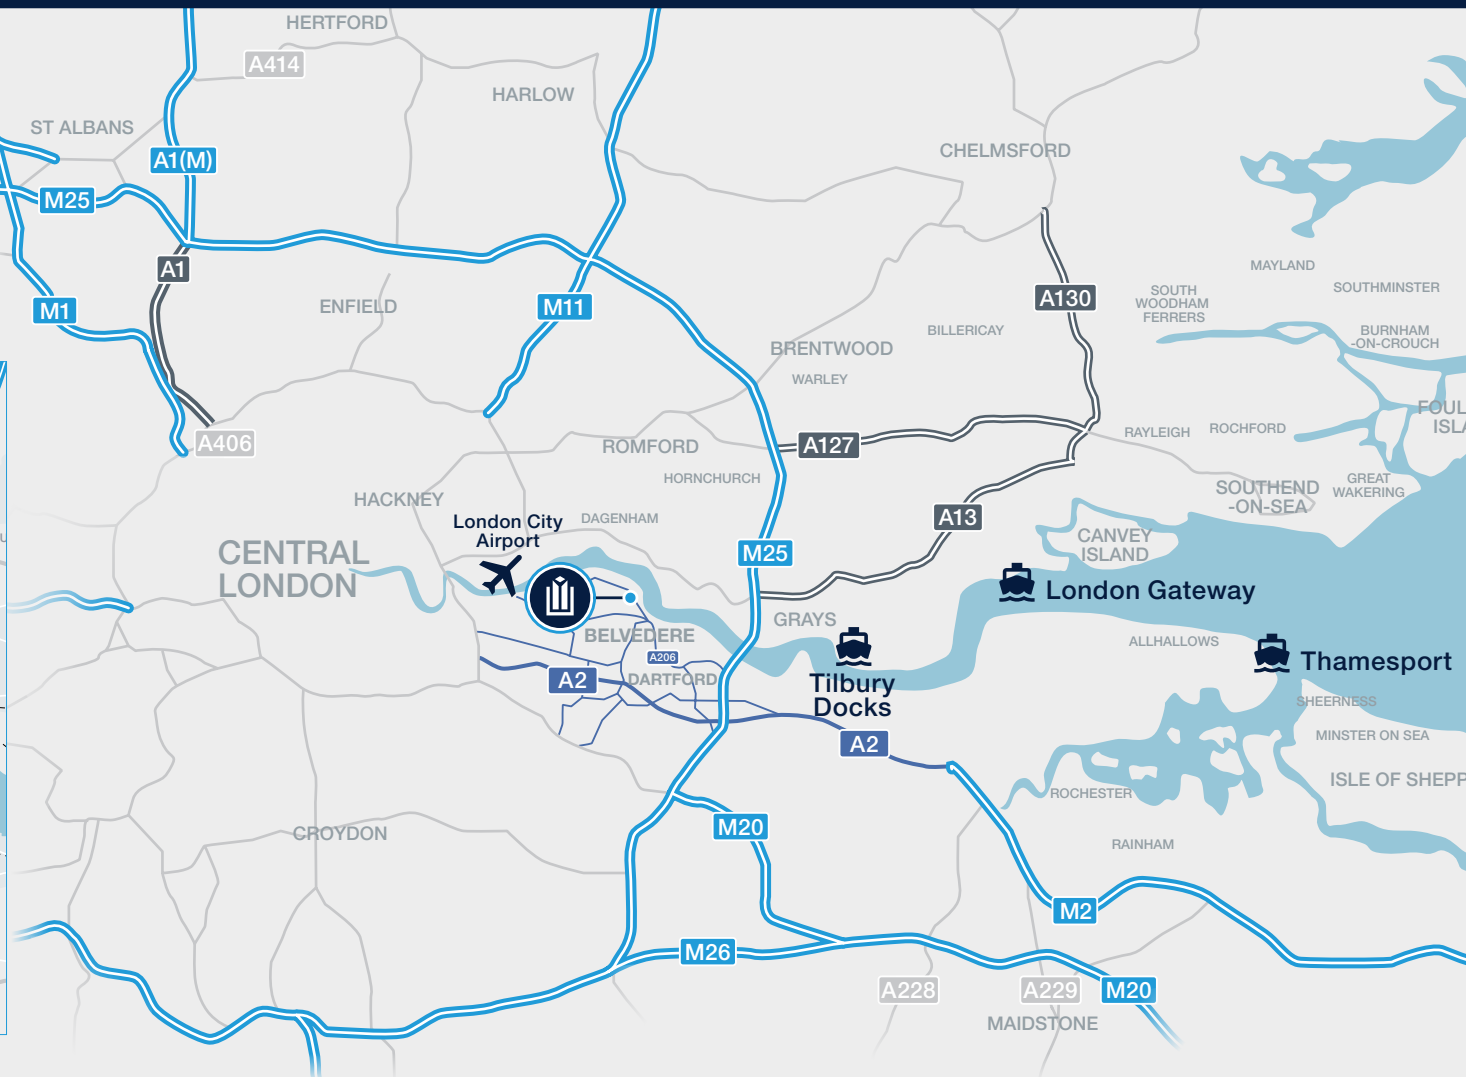 HERTFORD
A414
HARLOW
ST ALBANS
A1(M)
CHELMSFORD
M25
A1
MAYLAND
M1
ENFIELD
M11
A130
SOUTH
WOODHAM
FERRERS
SOUTHMINSTER
BILLERICAY
BURNHAM
-ON-CROUCH
BRENTWOOD
WARLEY
FOUL
ISLA
A406
ROMFORD
A127
RAYLEIGH
ROCHFORD
HORNCHURCH
HACKNEY
SOUTHEND
-ON-SEA
GREAT
WAKERING
London City
Airport
DAGENHAM
A13
CENTRAL
LONDON
M25
CANVEY
ISLAND
London Gateway
GRAYS
BELVEDERE
ALLHALLOWS
A206
Thamesport
A2
DARTFORD
Tilbury
Docks
SHEERNESS
A2
MINSTER ON SEA
ISLE OF SHEPP
ROCHESTER
M20
CROYDON
RAINHAM
M2
M26
A228
A229
M20
MAIDSTONE